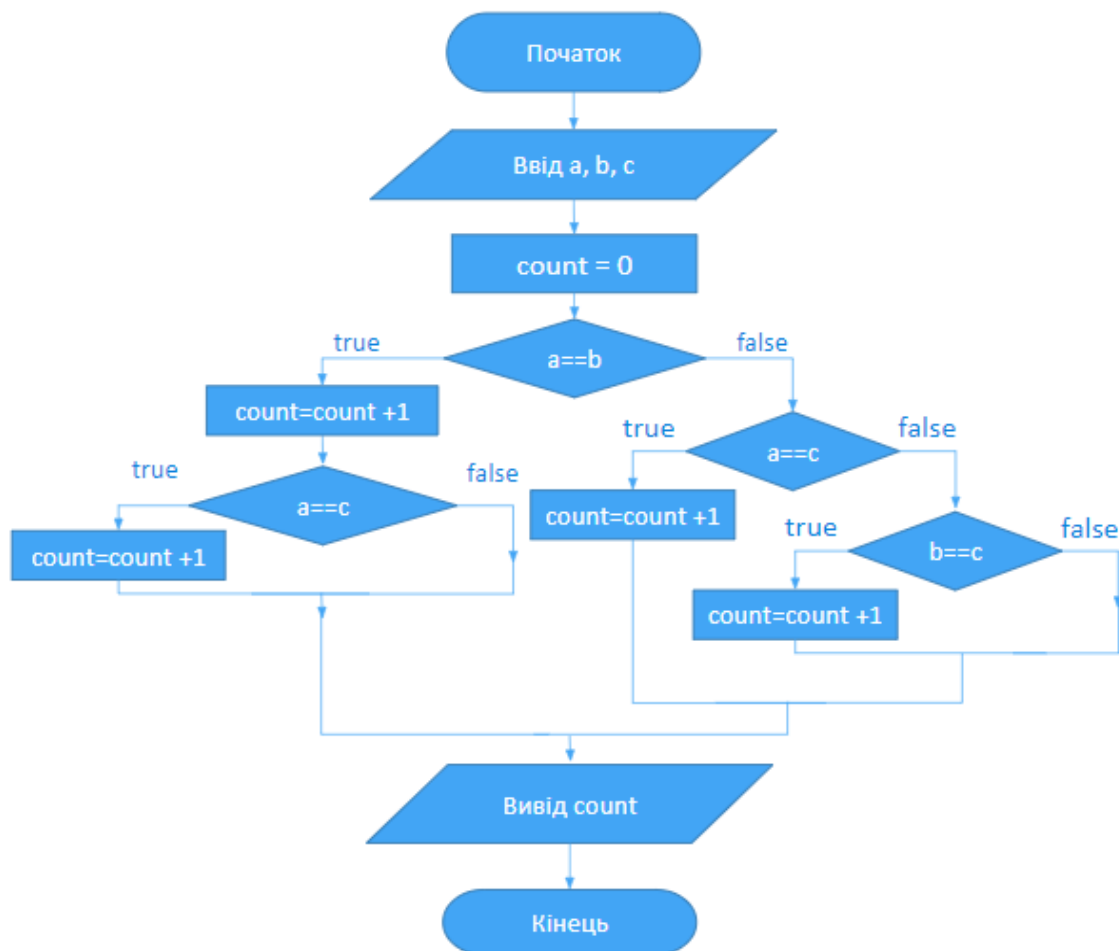 Початок
Ввід a, b, c
count = 0
true
false
a==b
count=count +1
true
false
a==c
true
false
a==c
count=count +1
true
false
count=count +1
b==c
count=count +1
Вивід count
Кінець